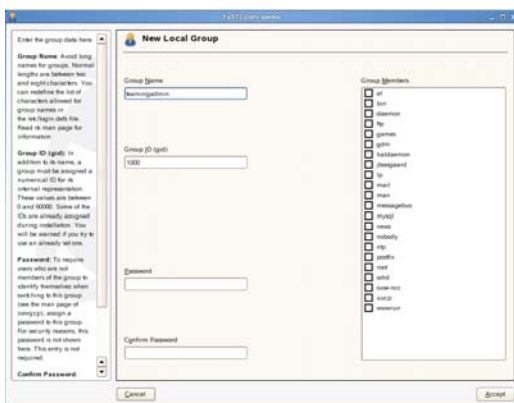 YaST2@any-gentoo
Enter the group data here.
Group Name: Avoid long
names for groups. Normal
lengths are between two
and eight characters. You
can redefine the list of
characters allowed for
group names in
the /etc/login.defs file.
Read its man page for
information.
Group ID (gid): In
addition to its name, a
group must be assigned a
numerical ID for its
internal representation.
These values are between
0 and 60000. Some of the
IDs are already assigned
during installation. You
will be warned if you try to
use an already set one.
Password: To require
users who are not
members of the group to
identify themselves when
switching to this group
(see the man page of
newgrp), assign a
password to this group.
For security reasons, this
password is not shown
here. This entry is not
required.
Confirm Password:
New Local Group
Group Name
teamingadmin
Group ID (gid)
1000
Password
Confirm Password
Group Members
at
bin
daemon
ftp
games
gdm
haldaemon
lp
mail
man
messagebus
mysql
news
nobody
ntp
postfix
root
sshd
suse-ncc
uucp
wwwrun
Cancel
Accept